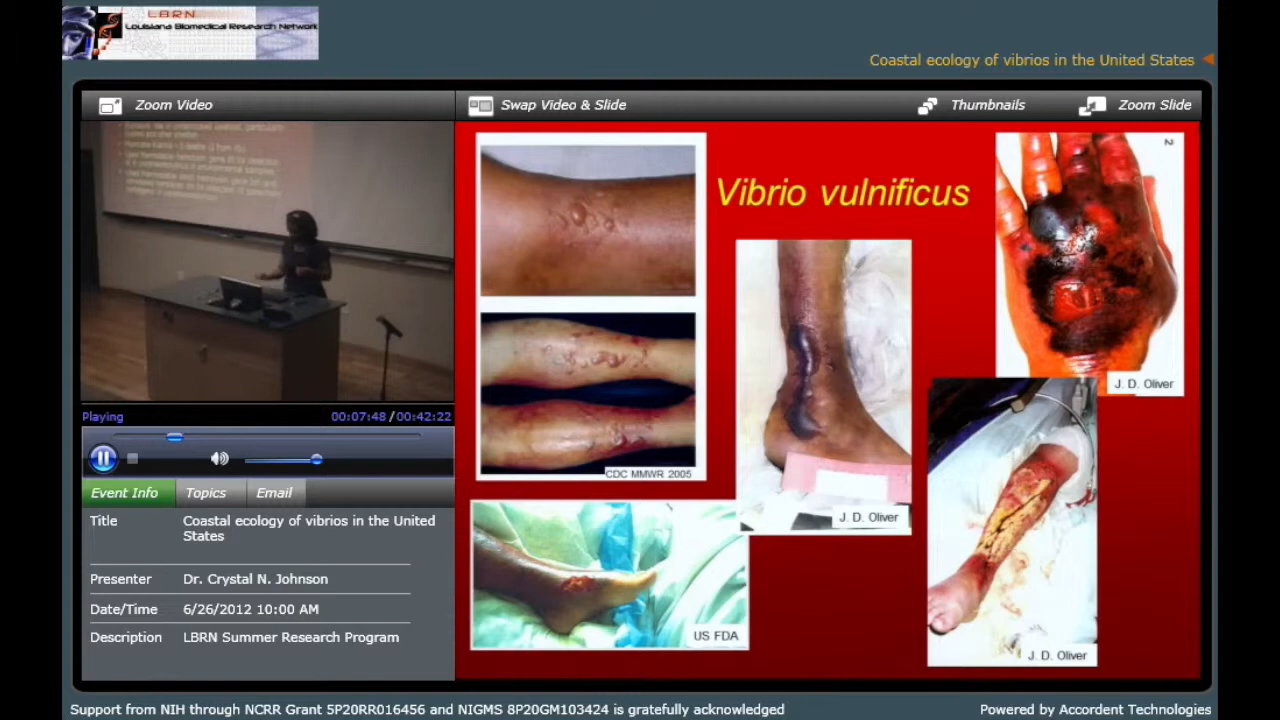 LBRN
Louisiana Biomedical Research Network
Coastal ecology of vibrios in the United States
Zoom Video
Swap Video & Slide
Thumbnails
Zoom Slide
Vibrio vulnificus
2
J. D. Oliver
CDC MMWR 2005
J. D. Oliver
US FDA
J. D. Oliver
Playing
00:07:48 / 00:42:22
Event Info
Topics
Email
Title
Coastal ecology of vibrios in the United
States
Presenter
Dr. Crystal N. Johnson
Date/Time
6/26/2012 10:00 AM
Description
LBRN Summer Research Program
Support from NIH through NCRR Grant 5P20RR016456 and NIGMS 8P20GM103424 is gratefully acknowledged
Powered by Accordent Technologies